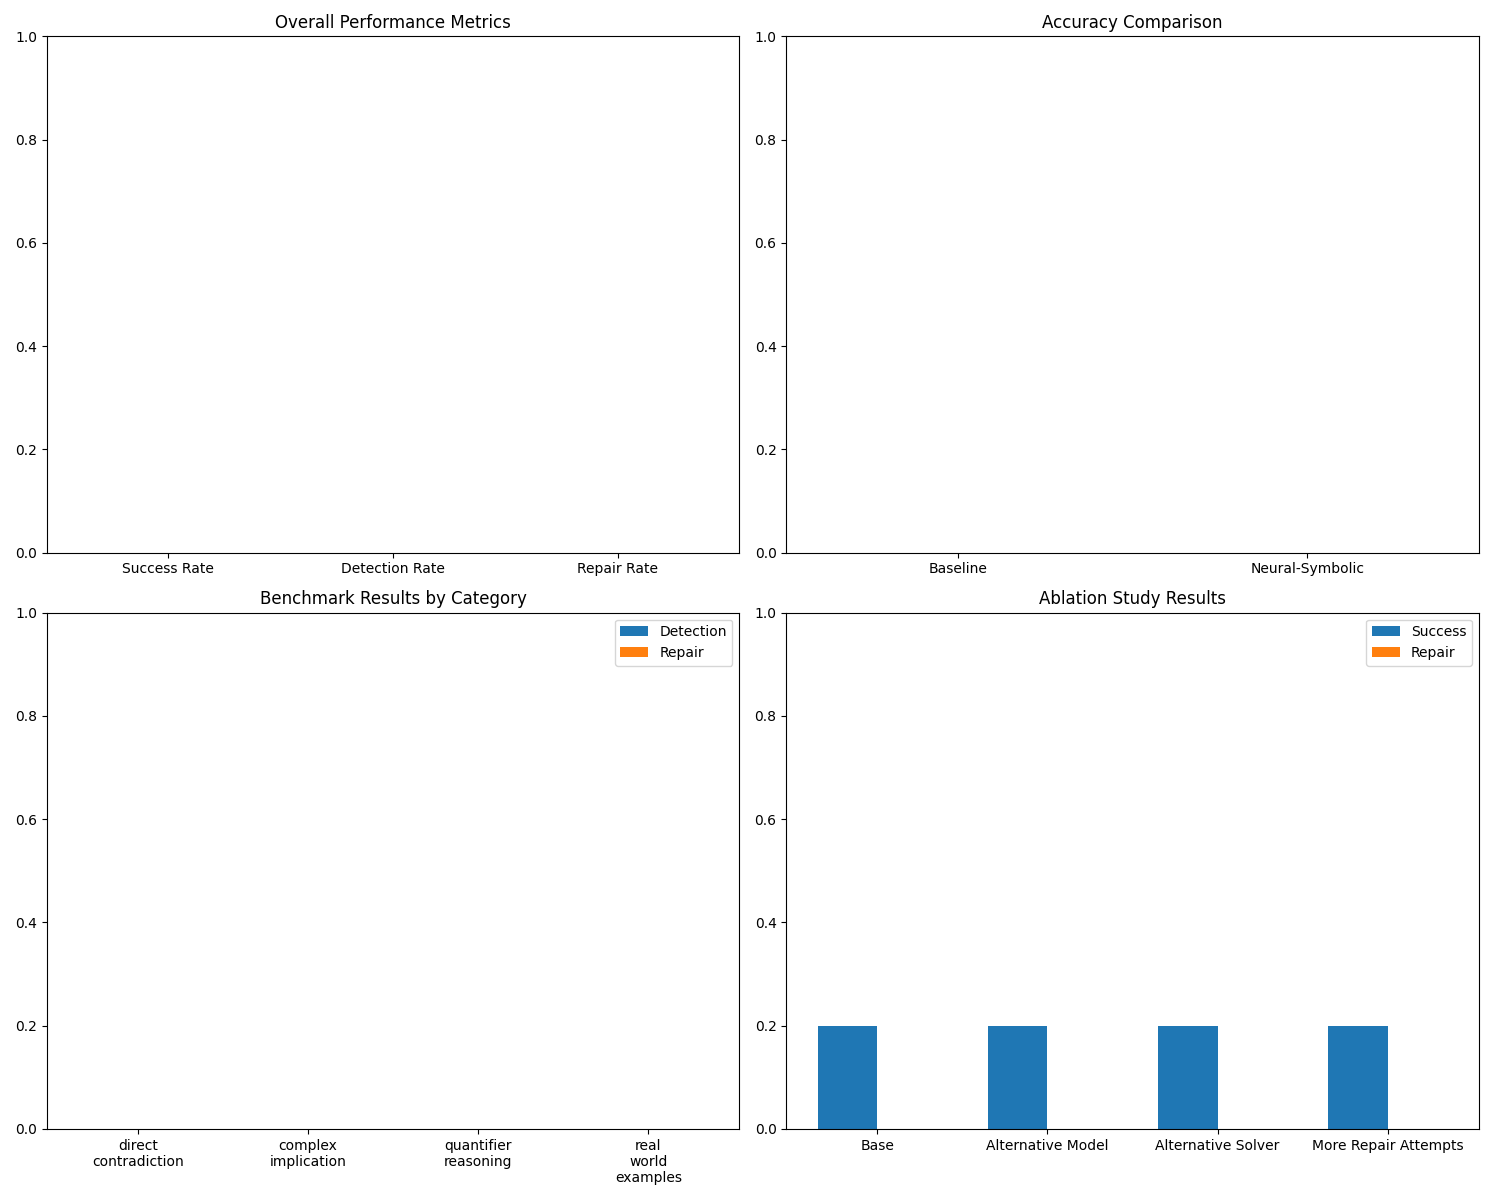 Overall Performance Metrics
1.0
0.8
0.6
0.4
0.2
0.0
Success Rate
Detection Rate
Repair Rate
Accuracy Comparison
1.0
0.8
0.6
0.4
0.2
0.0
Baseline
Neural-Symbolic
Benchmark Results by Category
1.0
0.8
0.6
0.4
0.2
0.0
Detection
Repair
direct
contradiction
complex
implication
quantifier
reasoning
real
world
examples
Ablation Study Results
1.0
0.8
0.6
0.4
0.2
0.0
Success
Repair
Base
Alternative Model
Alternative Solver
More Repair Attempts